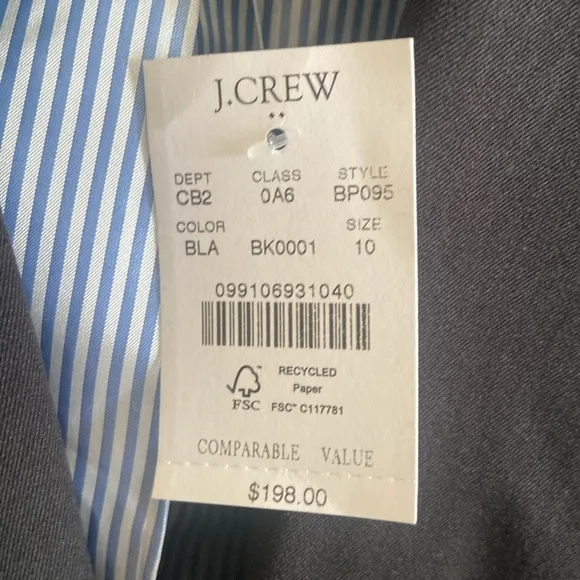 J.CREW
DEPT CLASS STYLE
CB2 0A6 BP095
COLOR SIZE
BLA BK0001 10
099106931040
RECYCLED
Paper
FSC FSC™ C117781
COMPARABLE VALUE
$198.00